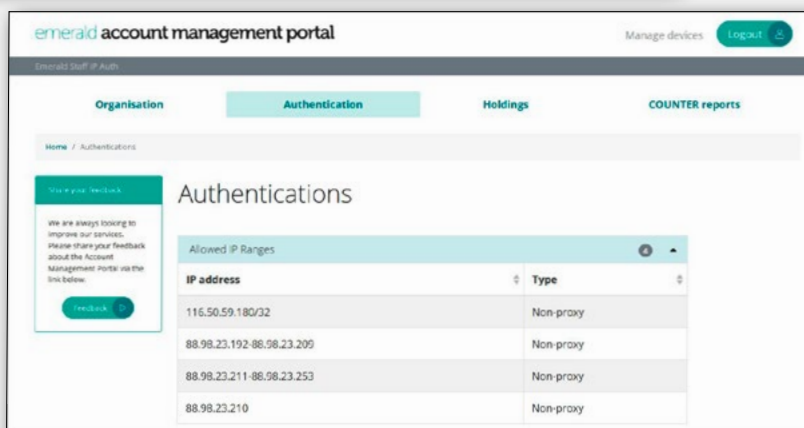 emerald account management portal
Manage devices
Logout
Emerald Staff IP Auth
Organisation Authentication Holdings COUNTER reports
Home / Authentications
Share your feedback
We are always looking to
improve our services.
Please share your feedback
about the Account
Management Portal via the
link below.
Feedback
Authentications
Allowed IP Ranges 4
IP address Type
116.50.59.180/32 Non-proxy
88.98.23.192-88.98.23.209 Non-proxy
88.98.23.211-88.98.23.253 Non-proxy
88.98.23.210 Non-proxy